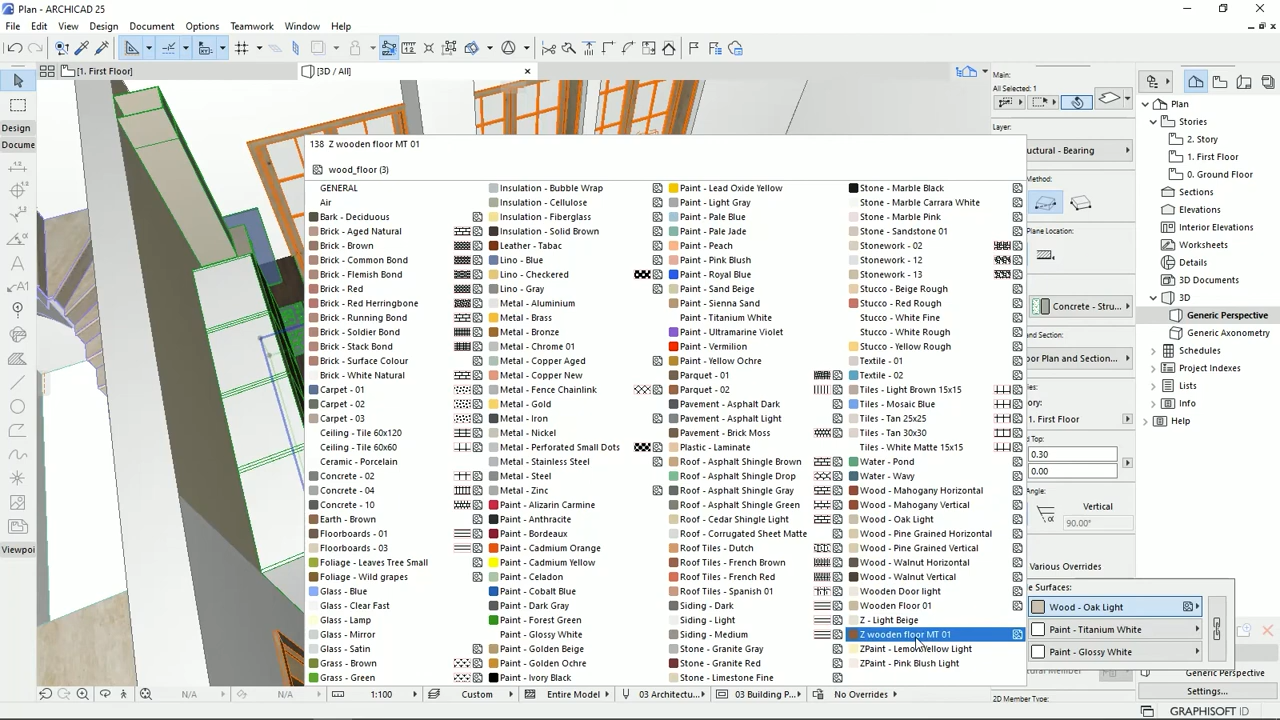 Plan - ARCHICAD 25
File Edit View Design Document Options Teamwork Window Help
[1. First Floor] [3D / All]
Main:
All Selected: 1
Design
Docume
Viewpoi
138 Z wooden floor MT 01
wood_floor (3)
GENERAL
Air
Bark - Deciduous
Brick - Aged Natural
Brick - Brown
Brick - Common Bond
Brick - Flemish Bond
Brick - Red
Brick - Red Herringbone
Brick - Running Bond
Brick - Soldier Bond
Brick - Stack Bond
Brick - Surface Colour
Brick - White Natural
Carpet - 01
Carpet - 02
Carpet - 03
Ceiling - Tile 60x120
Ceiling - Tile 60x60
Ceramic - Porcelain
Concrete - 02
Concrete - 04
Concrete - 10
Earth - Brown
Floorboards - 01
Floorboards - 03
Foliage - Leaves Tree Small
Foliage - Wild grapes
Glass - Blue
Glass - Clear Fast
Glass - Lamp
Glass - Mirror
Glass - Satin
Grass - Brown
Grass - Green
Insulation - Bubble Wrap
Insulation - Cellulose
Insulation - Fiberglass
Insulation - Solid Brown
Leather - Tabac
Lino - Blue
Lino - Checkered
Lino - Gray
Metal - Aluminium
Metal - Brass
Metal - Bronze
Metal - Chrome 01
Metal - Copper Aged
Metal - Copper New
Metal - Fence Chainlink
Metal - Gold
Metal - Iron
Metal - Nickel
Metal - Perforated Small Dots
Metal - Stainless Steel
Metal - Steel
Metal - Zinc
Paint - Alizarin Carmine
Paint - Anthracite
Paint - Bordeaux
Paint - Cadmium Orange
Paint - Cadmium Yellow
Paint - Celadon
Paint - Cobalt Blue
Paint - Dark Gray
Paint - Forest Green
Paint - Glossy White
Paint - Golden Beige
Paint - Golden Ochre
Paint - Ivory Black
Paint - Lead Oxide Yellow
Paint - Light Gray
Paint - Pale Blue
Paint - Pale Jade
Paint - Peach
Paint - Pink Blush
Paint - Royal Blue
Paint - Sand Beige
Paint - Sienna Sand
Paint - Titanium White
Paint - Ultramarine Violet
Paint - Vermilion
Paint - Yellow Ochre
Parquet - 01
Parquet - 02
Pavement - Asphalt Dark
Pavement - Asphalt Light
Pavement - Brick Moss
Plastic - Laminate
Roof - Asphalt Shingle Brown
Roof - Asphalt Shingle Drop
Roof - Asphalt Shingle Gray
Roof - Asphalt Shingle Green
Roof - Cedar Shingle Light
Roof - Corrugated Sheet Matte
Roof Tiles - Dutch
Roof Tiles - French Brown
Roof Tiles - French Red
Roof Tiles - Spanish 01
Siding - Dark
Siding - Light
Siding - Medium
Stone - Granite Gray
Stone - Granite Red
Stone - Limestone Fine
Stone - Marble Black
Stone - Marble Carrara White
Stone - Marble Pink
Stone - Sandstone 01
Stonework - 02
Stonework - 12
Stonework - 13
Stucco - Beige Rough
Stucco - Red Rough
Stucco - White Fine
Stucco - White Rough
Stucco - Yellow Rough
Textile - 01
Textile - 02
Tiles - Light Brown 15x15
Tiles - Mosaic Blue
Tiles - Tan 25x25
Tiles - Tan 30x30
Tiles - White Matte 15x15
Water - Pond
Water - Wavy
Wood - Mahogany Horizontal
Wood - Mahogany Vertical
Wood - Oak Light
Wood - Pine Grained Horizontal
Wood - Pine Grained Vertical
Wood - Walnut Horizontal
Wood - Walnut Vertical
Wooden Door light
Wooden Floor 01
Z - Light Beige
Z wooden floor MT 01
ZPaint - Lemon Yellow Light
ZPaint - Pink Blush Light
Layer:
uctural - Bearing
Method:
Plane Location:
Concrete - Stru...
and Section:
oor Plan and Section...
es:
ory:
1. First Floor
d Top:
0.30
0.00
Angle:
Vertical
90.00°
Various Overrides
e Surfaces:
Wood - Oak Light
Paint - Titanium White
Paint - Glossy White
2D Member Type:
Plan
Stories
2. Story
1. First Floor
0. Ground Floor
Sections
Elevations
Interior Elevations
Worksheets
Details
3D Documents
3D
Generic Perspective
Generic Axonometry
Schedules
Project Indexes
Lists
Info
Help
Generic Perspective
Settings...
GRAPHISOFT ID
N/A N/A 1:100 Custom Entire Model 03 Architectu... 03 Building P... No Overrides